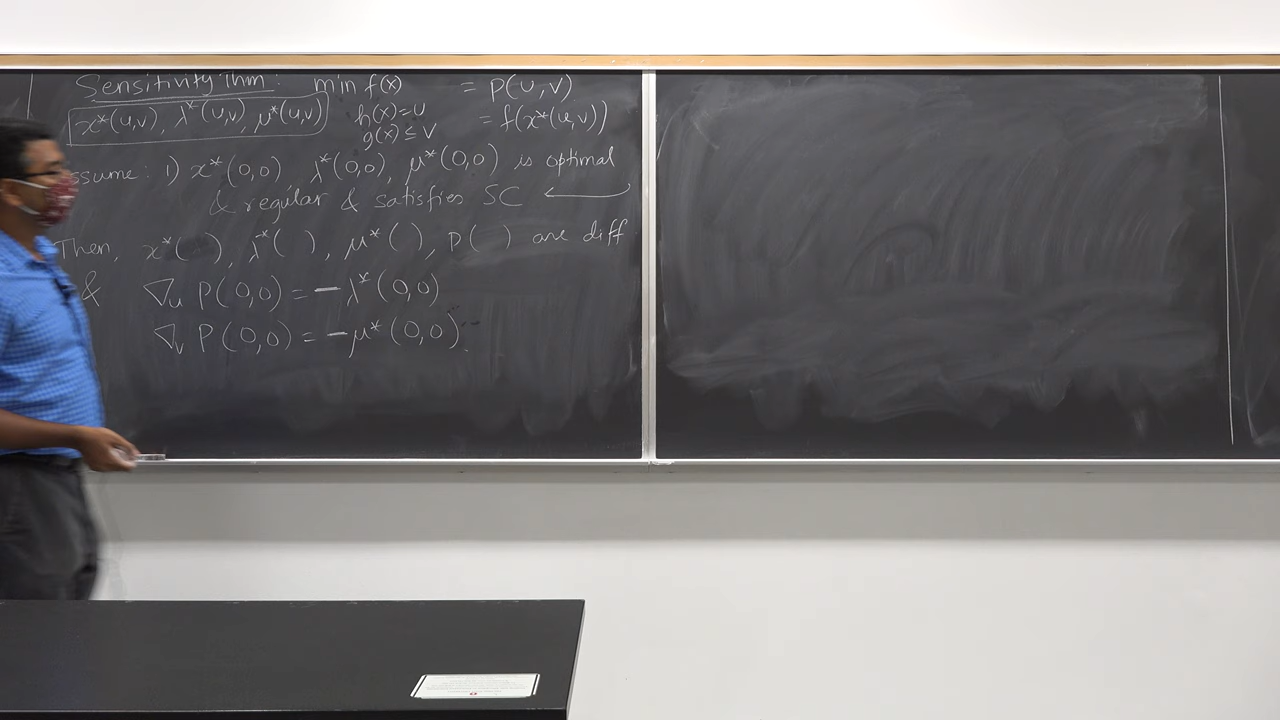 Sensitivity Thm: min f(x) = p(u,v)
x*(u,v), λ*(u,v), μ*(u,v) h(x)=u = f(x*(u,v))
g(x) ≤ v
ssume: 1) x*(0,0) λ*(0,0), μ*(0,0) is optimal
& regular & satisfies SC
Then, x*( ), λ*( ), μ*( ), p( ) are diff
& ∇u p(0,0) = - λ*(0,0)
∇v p(0,0) = - μ*(0,0)